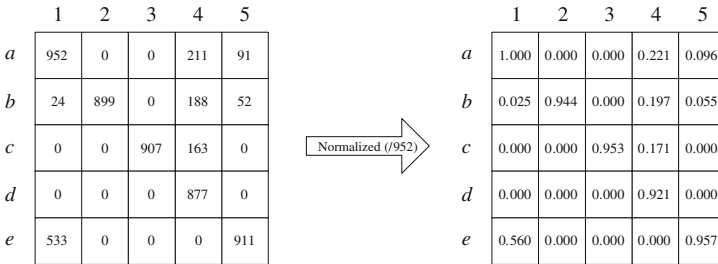 1 2 3 4 5
a 952 0 0 211 91
b 24 899 0 188 52
c 0 0 907 163 0
d 0 0 0 877 0
e 533 0 0 0 911
Normalized (/952)
1 2 3 4 5
a 1.000 0.000 0.000 0.221 0.096
b 0.025 0.944 0.000 0.197 0.055
c 0.000 0.000 0.953 0.171 0.000
d 0.000 0.000 0.000 0.921 0.000
e 0.560 0.000 0.000 0.000 0.957